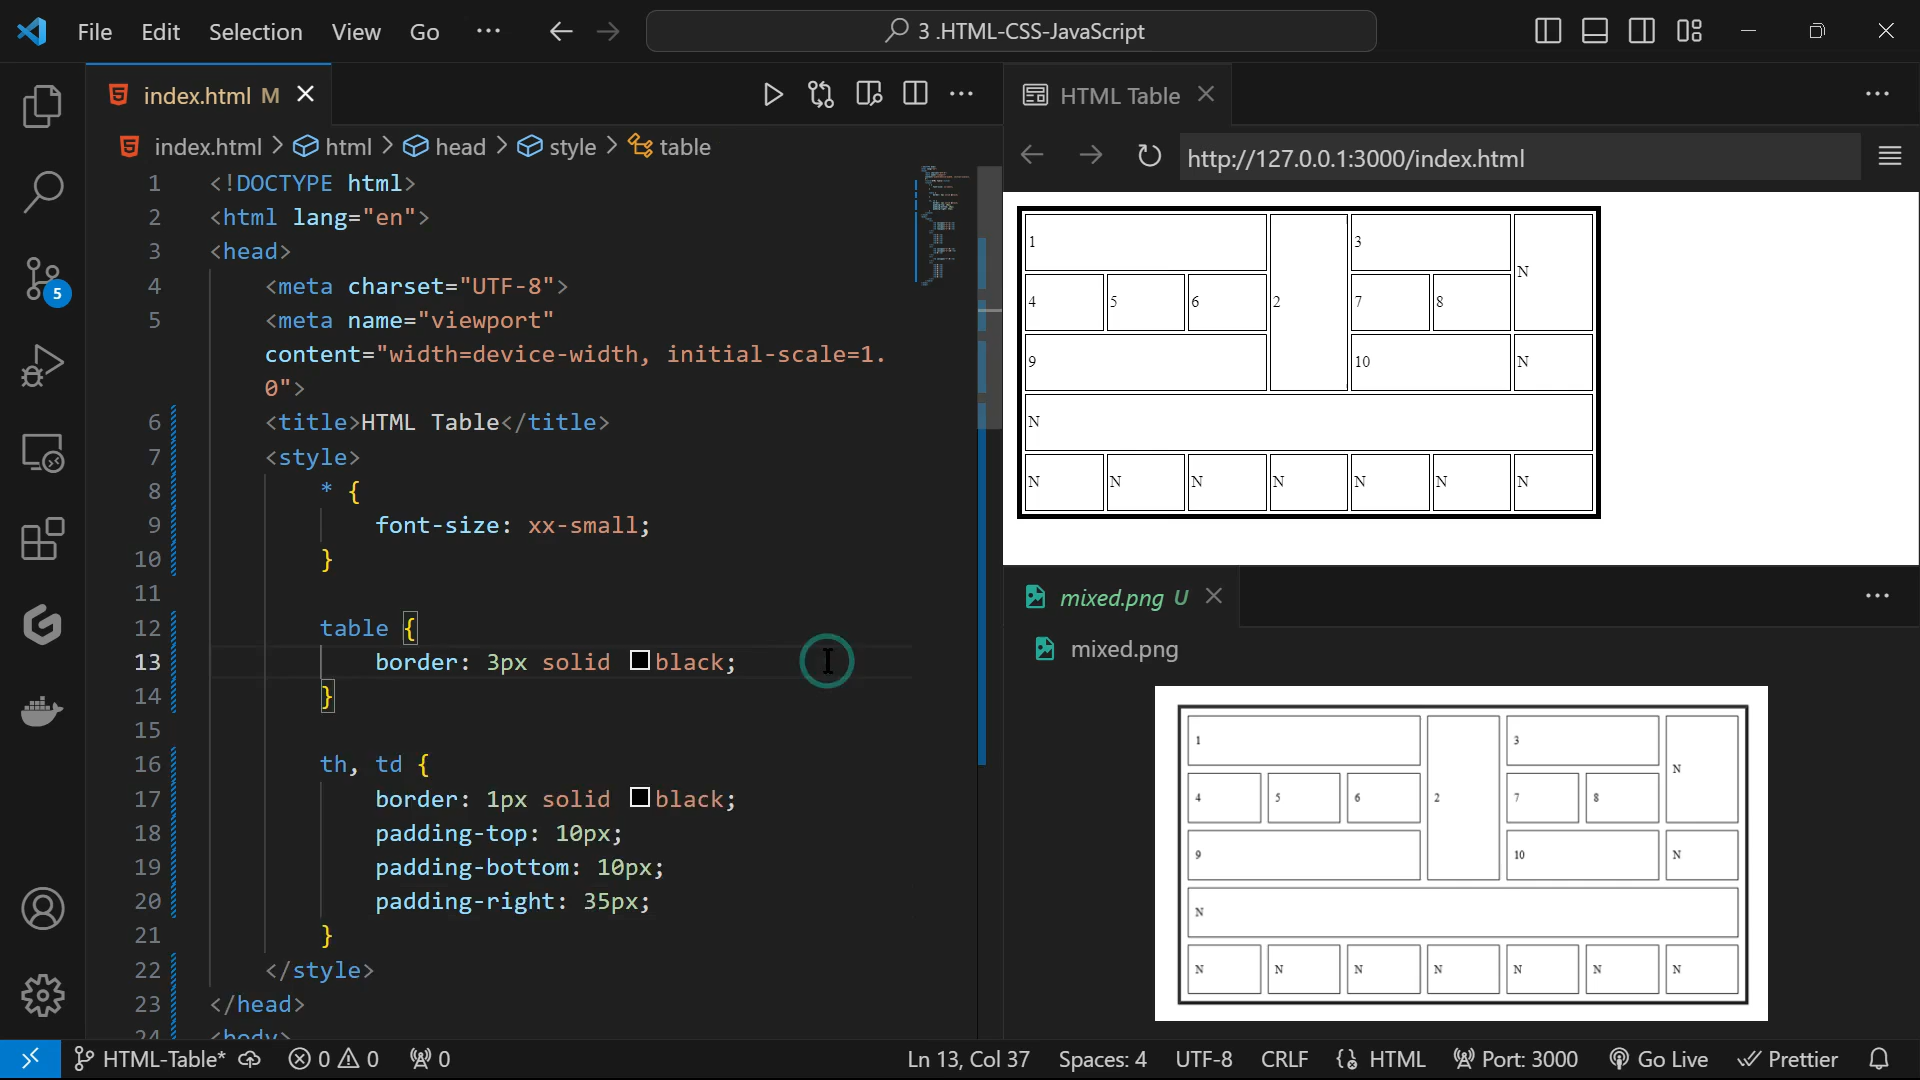 File Edit Selection View Go ··· 3 .HTML-CSS-JavaScript
index.html M
index.html > html > head > style > table
1 <!DOCTYPE html>
2 <html lang="en">
3 <head>
4 <meta charset="UTF-8">
5 <meta name="viewport"
content="width=device-width, initial-scale=1.
0">
6 <title>HTML Table</title>
7 <style>
8 * {
9 font-size: xx-small;
10 }
11
12 table {
13 border: 3px solid black;
14 }
15
16 th, td {
17 border: 1px solid black;
18 padding-top: 10px;
19 padding-bottom: 10px;
20 padding-right: 35px;
21 }
22 </style>
23 </head>
24 <body>
5
HTML Table
http://127.0.0.1:3000/index.html
1 3
N
4 5 6 2 7 8
9 10 N
N
N N N N N N N
mixed.png U
mixed.png
1 3
N
4 5 6 2 7 8
9 10 N
N
N N N N N N N
HTML-Table* 0 0 0 Ln 13, Col 37 Spaces: 4 UTF-8 CRLF HTML Port: 3000 Go Live Prettier